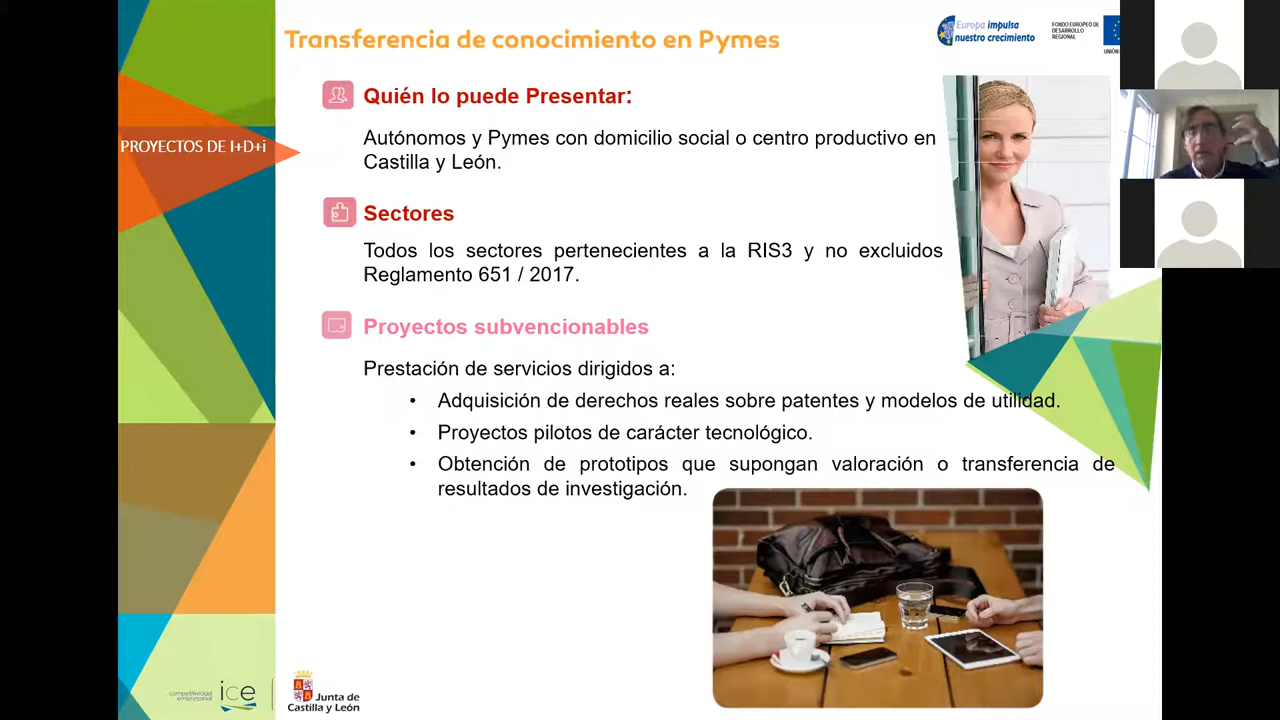 Transferencia de conocimiento en Pymes
Europa impulsa
nuestro crecimiento
FONDO EUROPEO DE
DESARROLLO
REGIONAL
UNIÓN
PROYECTOS DE I+D+i
Quién lo puede Presentar:
Autónomos y Pymes con domicilio social o centro productivo en
Castilla y León.
Sectores
Todos los sectores pertenecientes a la RIS3 y no excluidos
Reglamento 651 / 2017.
Proyectos subvencionables
Prestación de servicios dirigidos a:
• Adquisición de derechos reales sobre patentes y modelos de utilidad.
• Proyectos pilotos de carácter tecnológico.
• Obtención de prototipos que supongan valoración o transferencia de
resultados de investigación.
competitividad
empresarial
ice
Junta de
Castilla y León